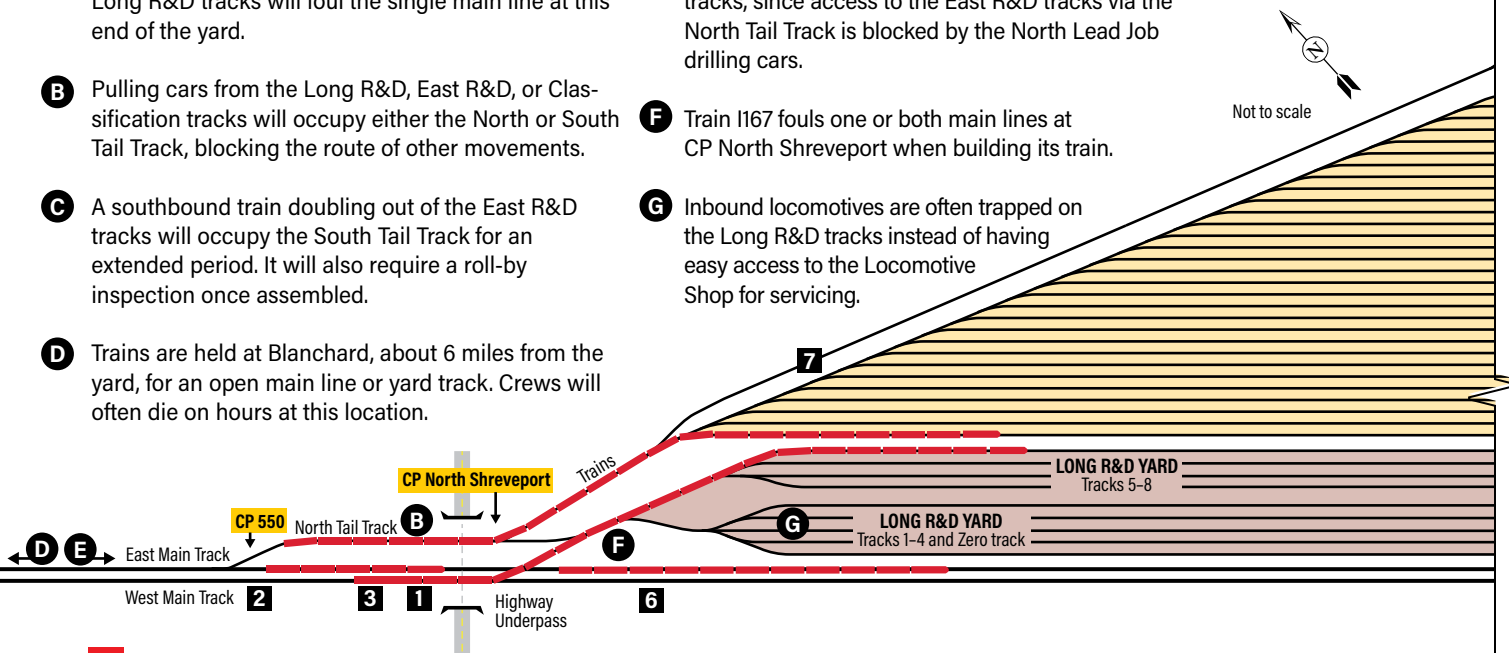 Long R&D tracks will foul the single main line at this
end of the yard.
B Pulling cars from the Long R&D, East R&D, or Clas-
sification tracks will occupy either the North or South
Tail Track, blocking the route of other movements.
C A southbound train doubling out of the East R&D
tracks will occupy the South Tail Track for an
extended period. It will also require a roll-by
inspection once assembled.
D Trains are held at Blanchard, about 6 miles from the
yard, for an open main line or yard track. Crews will
often die on hours at this location.
tracks, since access to the East R&D tracks via the
North Tail Track is blocked by the North Lead Job
drilling cars.
F Train I167 fouls one or both main lines at
CP North Shreveport when building its train.
G Inbound locomotives are often trapped on
the Long R&D tracks instead of having
easy access to the Locomotive
Shop for servicing.
N
Not to scale
7
Trains
CP North Shreveport
LONG R&D YARD
Tracks 5–8
CP 550
North Tail Track
B
G
LONG R&D YARD
Tracks 1–4 and Zero track
D E
East Main Track
F
West Main Track
2
3
1
Highway
Underpass
6